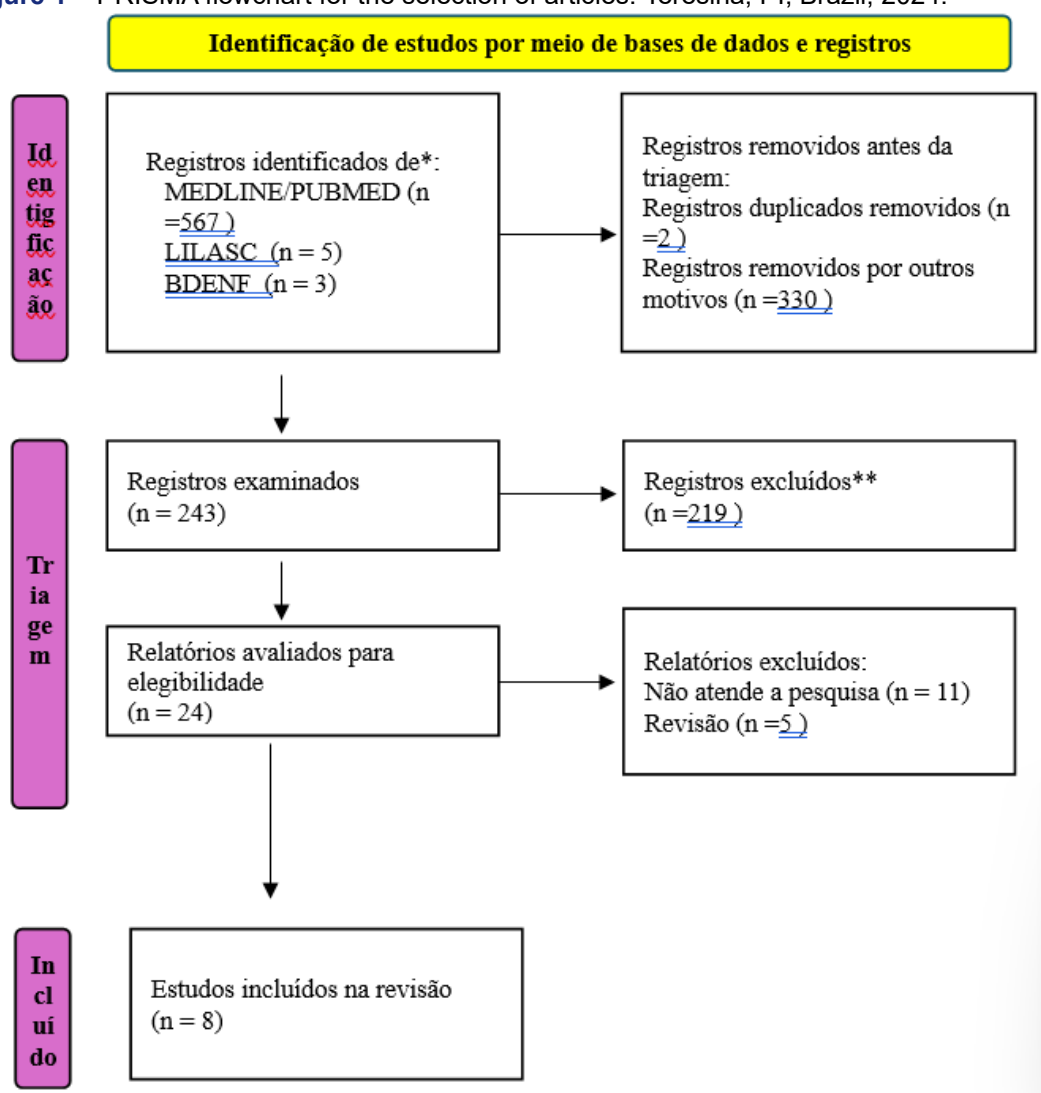 gure 1 PRISMA flowchart for the selection of articles. Teresina, PI, Brazil, 2024.
Identificação de estudos por meio de bases de dados e registros
Id
en
tig
fic
aç
ão
Registros identificados de*:
MEDLINE/PUBMED (n
=567 )
LILASC (n = 5)
BDENF (n = 3)
Registros removidos antes da
triagem:
Registros duplicados removidos (n
=2 )
Registros removidos por outros
motivos (n =330 )
Tr
ia
ge
m
Registros examinados
(n = 243)
Registros excluídos**
(n =219 )
Relatórios avaliados para
elegibilidade
(n = 24)
Relatórios excluídos:
Não atende a pesquisa (n = 11)
Revisão (n =5 )
In
cl
uí
do
Estudos incluídos na revisão
(n = 8)